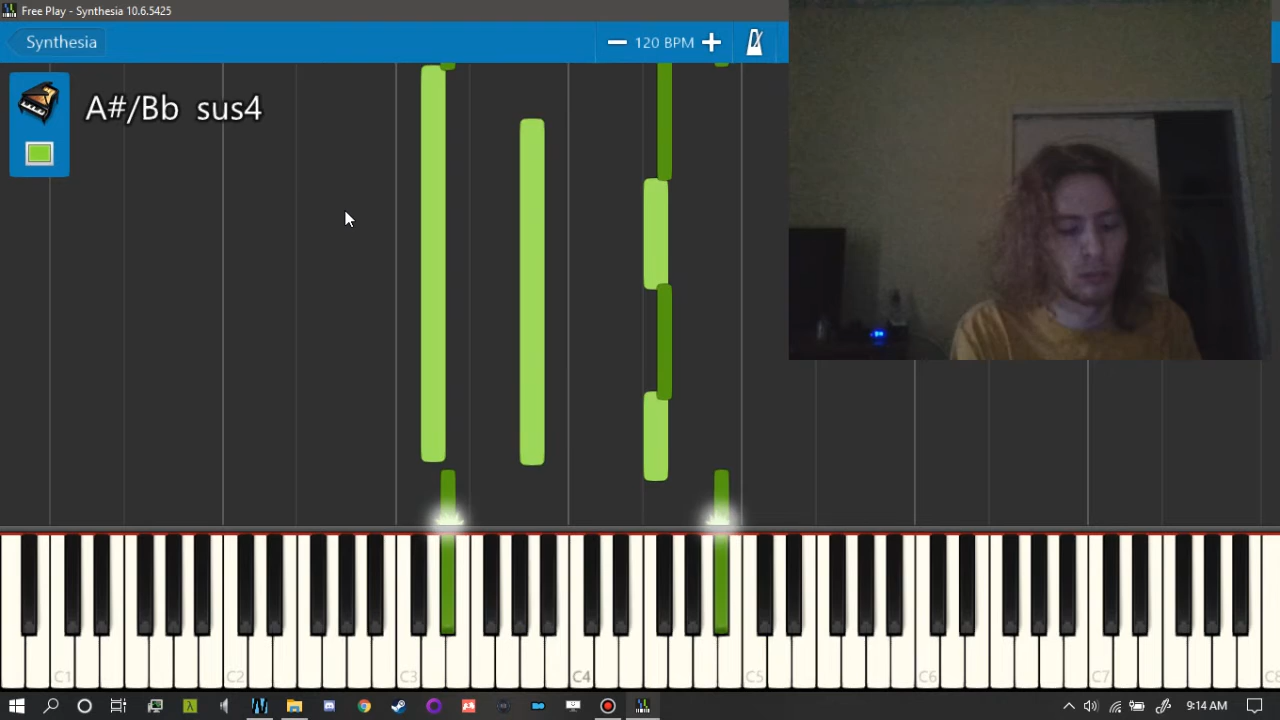 Free Play - Synthesia 10.6.5425
Synthesia
120 BPM
A#/Bb sus4
C1
C2
C3
C4
C5
C6
C7
C8
9:14 AM